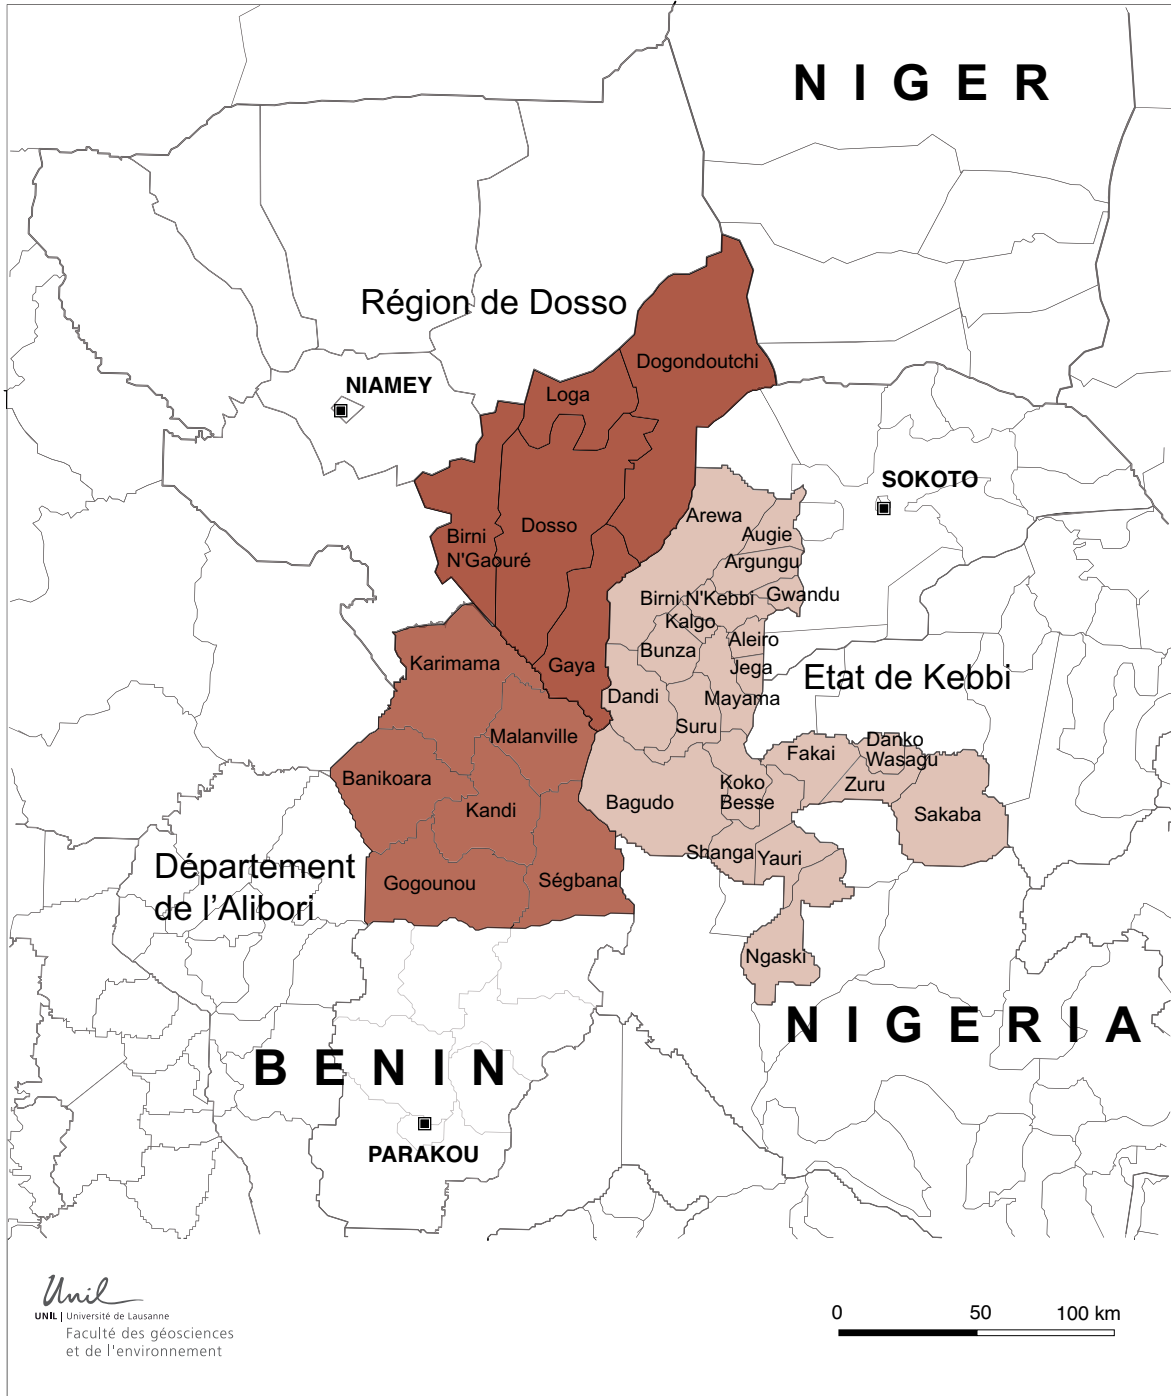 NIGER
Région de Dosso
Dogondoutchi
NIAMEY
Loga
SOKOTO
Arewa
Dosso
Augie
Birni
N'Gaouré
Argungu
Birni N'Kebbi
Gwandu
Kalgo
Aleiro
Bunza
Karimama
Gaya
Jega
Etat de Kebbi
Dandi
Mayama
Suru
Malanville
Danko
Wasagu
Fakai
Banikoara
Koko
Besse
Zuru
Bagudo
Kandi
Sakaba
Shanga
Yauri
Département
de l'Alibori
Gogounou
Ségbana
Ngaski
NIGERIA
BENIN
PARAKOU
Unil
UNIL | Université de Lausanne
Faculté des géosciences
et de l'environnement
0 50 100 km